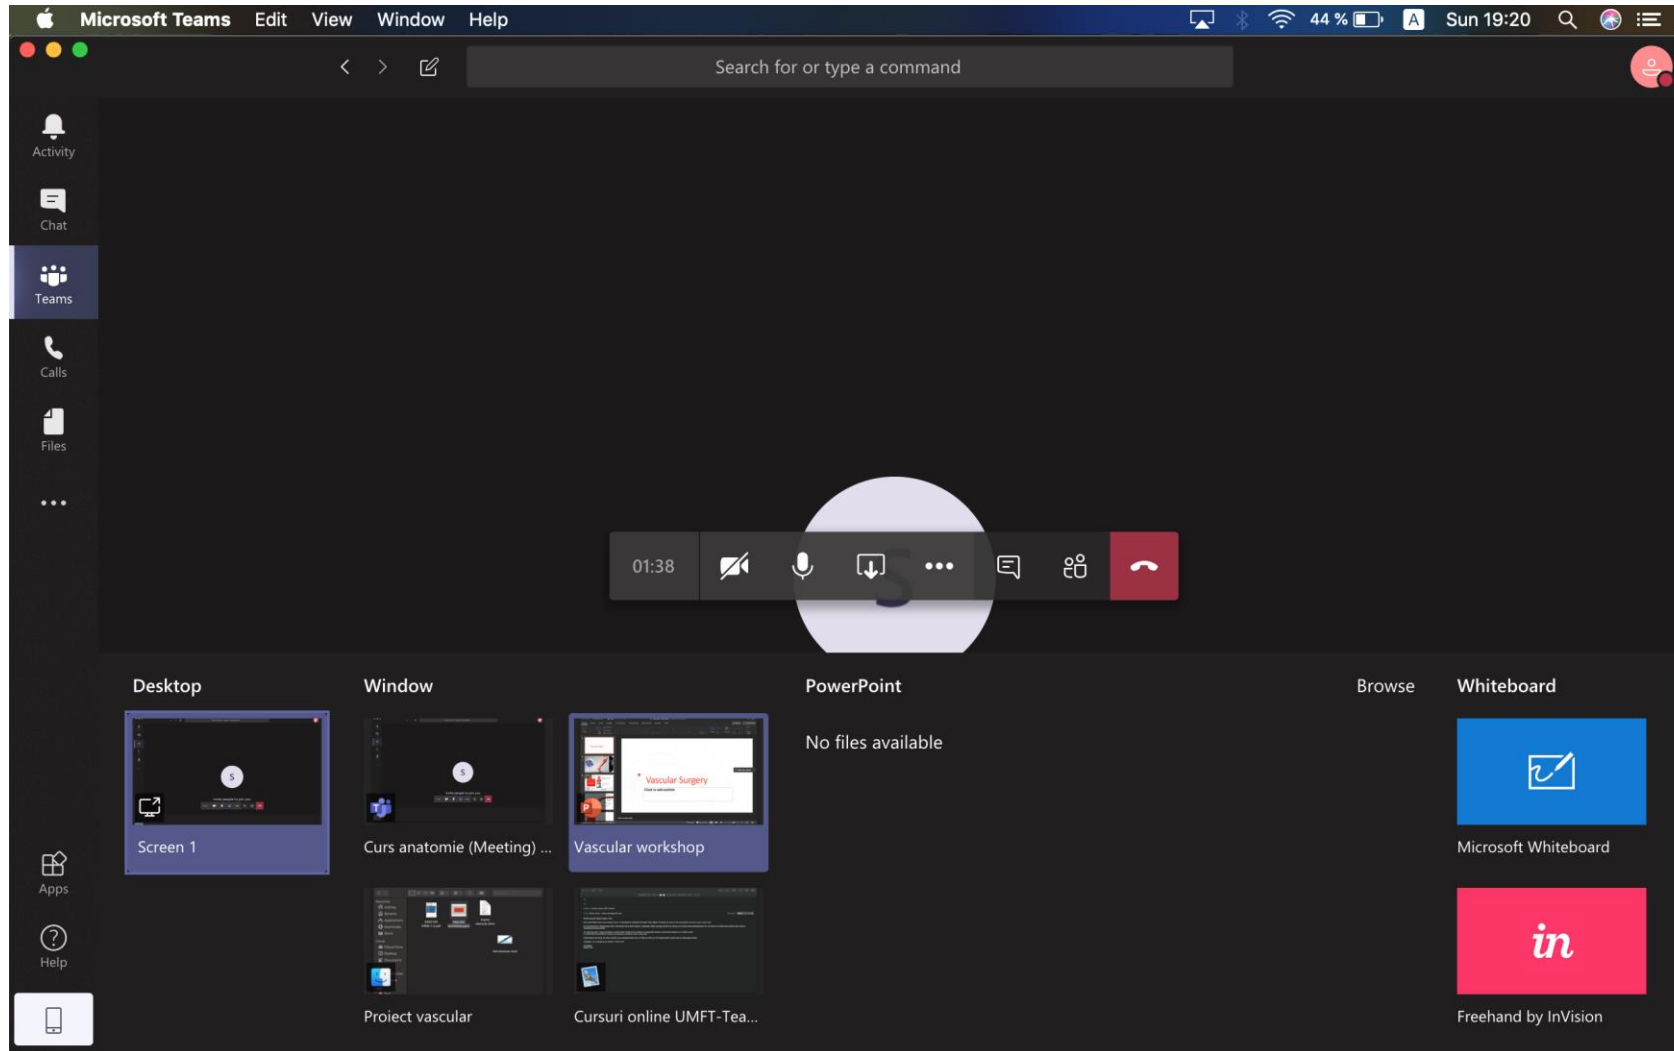 Microsoft Teams Edit View Window Help 44 % A Sun 19:20
Search for or type a command
Activity
Chat
Teams
Calls
Files
01:38
S
Desktop
Window
PowerPoint
Browse
Whiteboard
No files available
Vascular Surgery
Screen 1
Curs anatomie (Meeting) ...
Vascular workshop
Microsoft Whiteboard
Apps
Help
in
Proiect vascular
Cursuri online UMFT-Tea...
Freehand by InVision